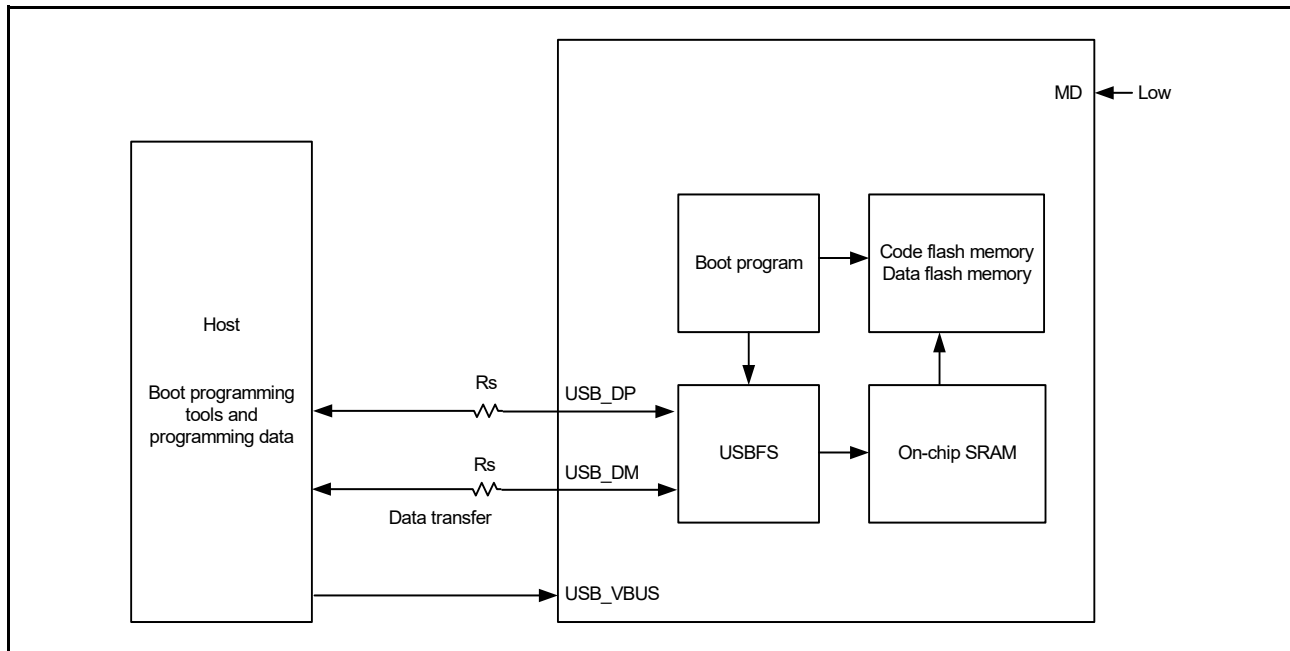 MD
Low
Boot program
Code flash memory
Data flash memory
Host
Boot programming
tools and
programming data
Rs
USB_DP
USBFS
On-chip SRAM
Rs
USB_DM
Data transfer
USB_VBUS